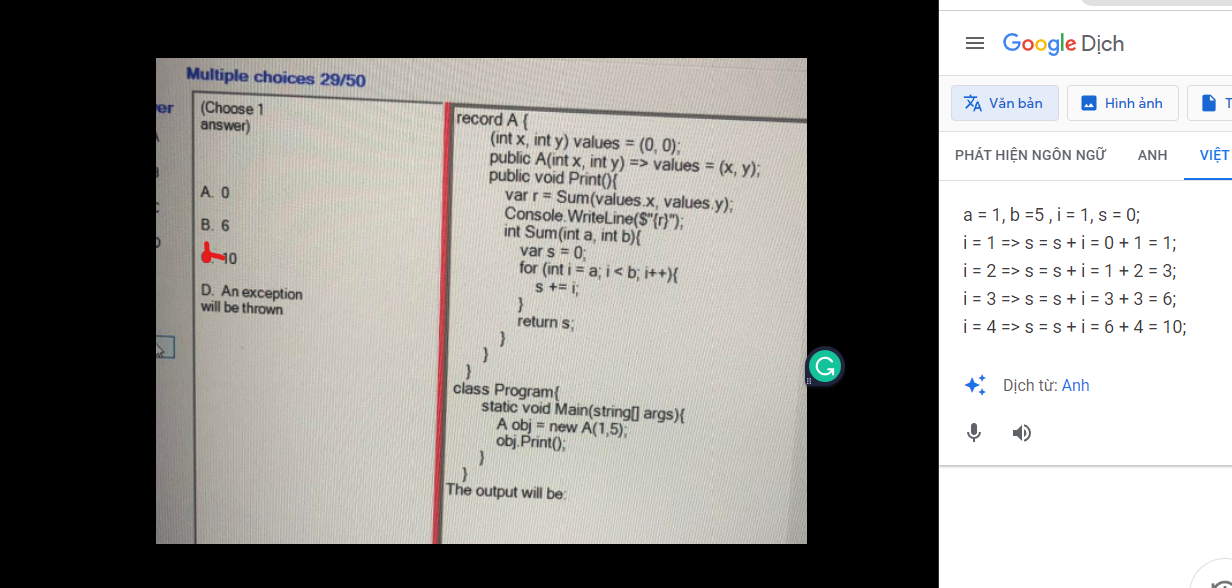 Multiple choices 29/50
er
(Choose 1
answer)
A. 0
B. 6
10
D. An exception
will be thrown
record A {
(int x, int y) values = (0, 0);
public A(int x, int y) => values = (x, y);
public void Print(){
var r = Sum(values.x, values.y);
Console.WriteLine($"{r}");
int Sum(int a, int b){
var s = 0;
for (int i = a; i < b; i++){
s += i;
}
return s;
}
}
}
class Program{
static void Main(string[] args){
A obj = new A(1,5);
obj.Print();
}
}
The output will be:
Google Dịch
Văn bản
Hình ảnh
T
PHÁT HIỆN NGÔN NGỮ
ANH
VIỆT
a = 1, b =5 , i = 1, s = 0;
i = 1 => s = s + i = 0 + 1 = 1;
i = 2 => s = s + i = 1 + 2 = 3;
i = 3 => s = s + i = 3 + 3 = 6;
i = 4 => s = s + i = 6 + 4 = 10;
Dịch từ: Anh